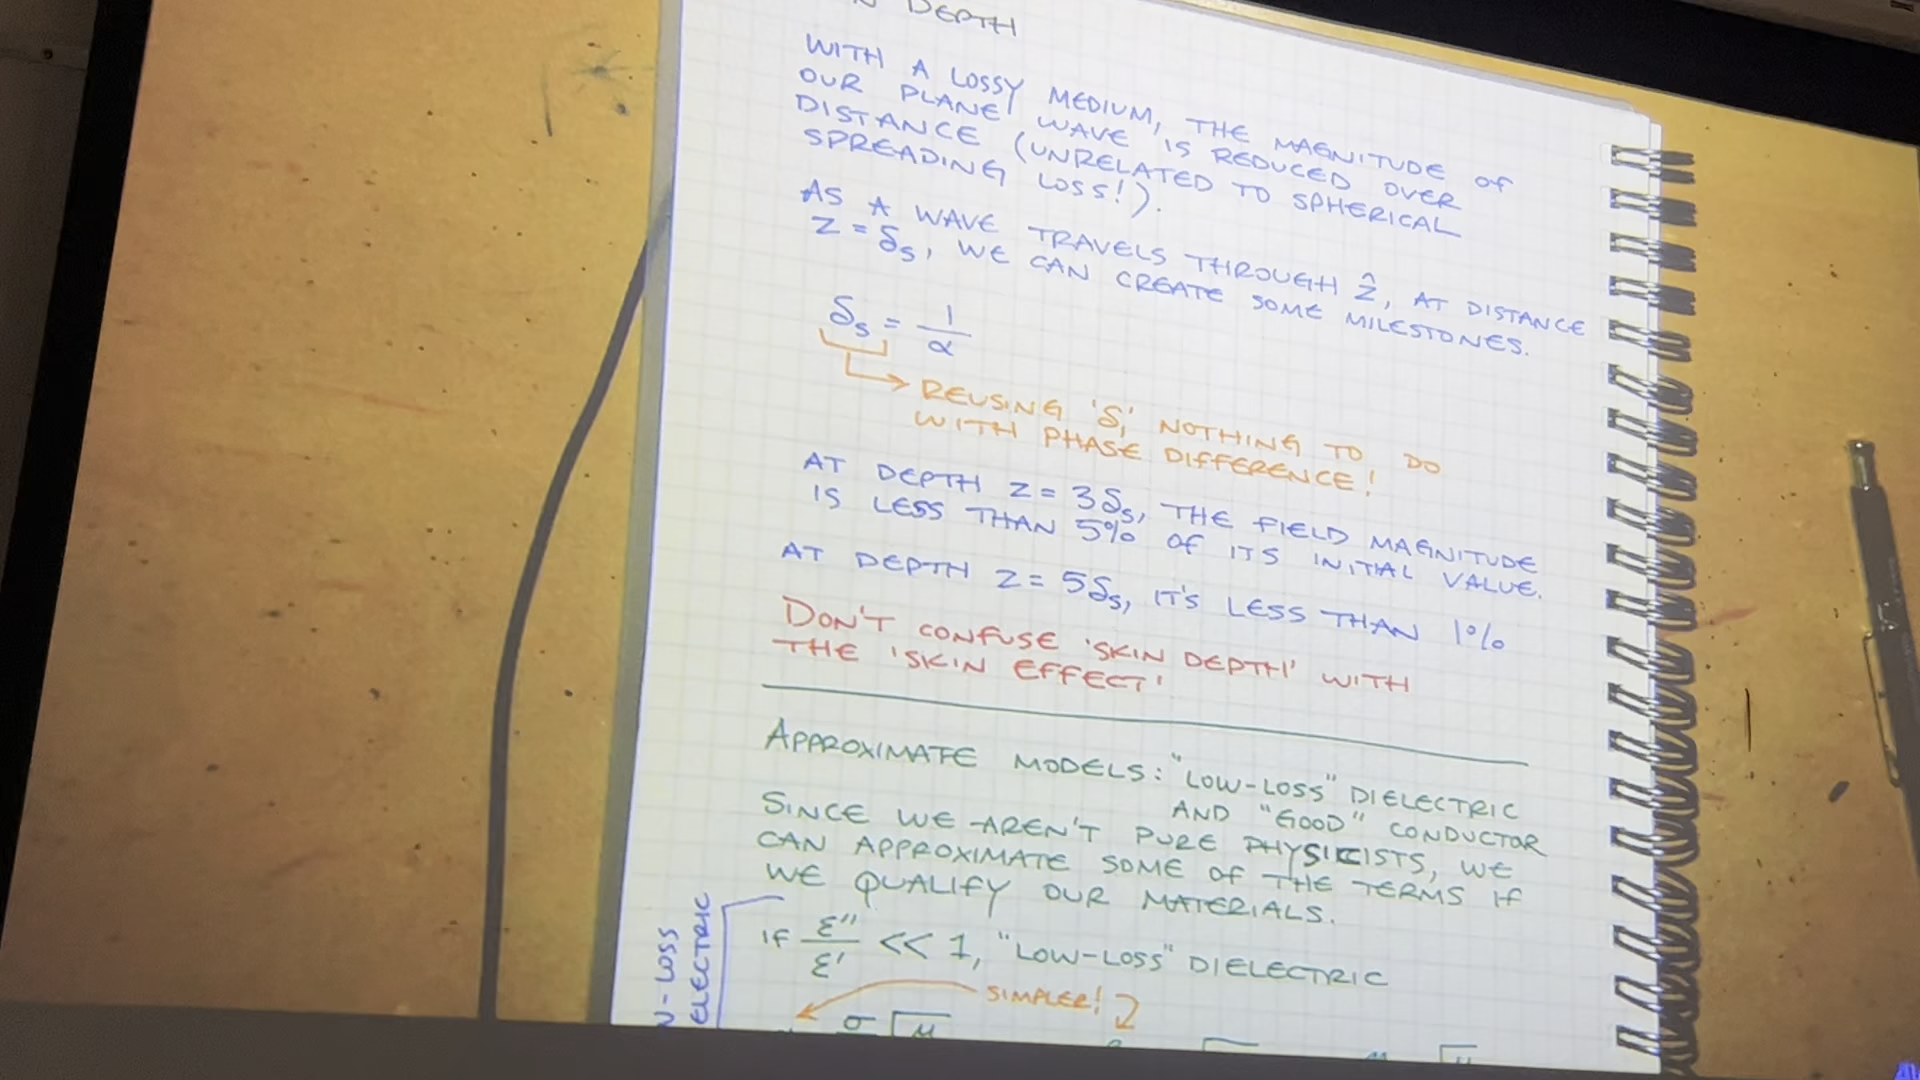 DEPTH
WITH A LOSSY MEDIUM, THE MAGNITUDE OF
OUR PLANE WAVE IS REDUCED OVER
DISTANCE (UNRELATED TO SPHERICAL
SPREADING LOSS!).
AS A WAVE TRAVELS THROUGH ẑ, AT DISTANCE
Z = δs, WE CAN CREATE SOME MILESTONES.
δs = 1/α
REUSING 'δ', NOTHING TO DO
WITH PHASE DIFFERENCE!
AT DEPTH Z = 3δs, THE FIELD MAGNITUDE
IS LESS THAN 5% OF ITS INITIAL VALUE.
AT DEPTH Z = 5δs, IT'S LESS THAN 1%
DON'T CONFUSE 'SKIN DEPTH' WITH
THE 'SKIN EFFECT'
APPROXIMATE MODELS: "LOW-LOSS" DIELECTRIC
AND "GOOD" CONDUCTOR
SINCE WE AREN'T PURE PHYSICISTS, WE
CAN APPROXIMATE SOME OF THE TERMS IF
WE QUALIFY OUR MATERIALS.
IF ε''/ε' << 1, "LOW-LOSS" DIELECTRIC
SIMPLER!
σ √μ